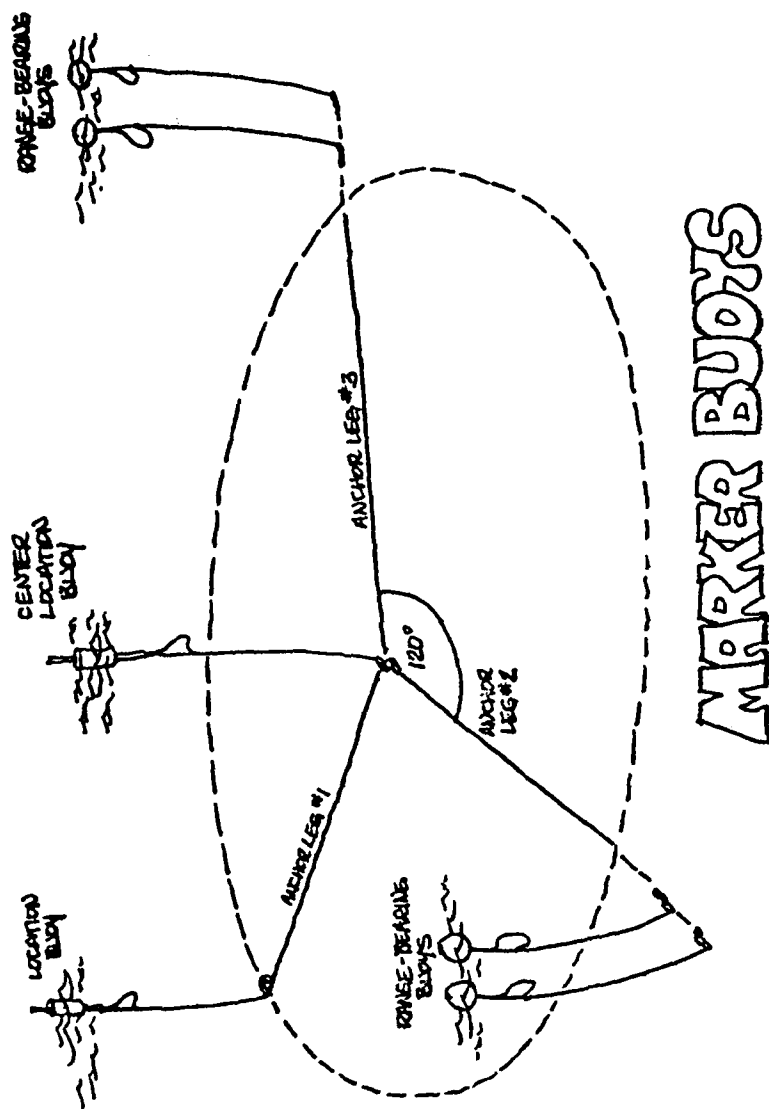 LOCATION
BUOY
CENTER
LOCATION
BUOY
RANGE-BEARING
BUOYS
ANCHOR LEG #1
ANCHOR LEG #3
120°
ANCHOR
LEG #2
RANGE-BEARING
BUOYS
MARKER BUOYS